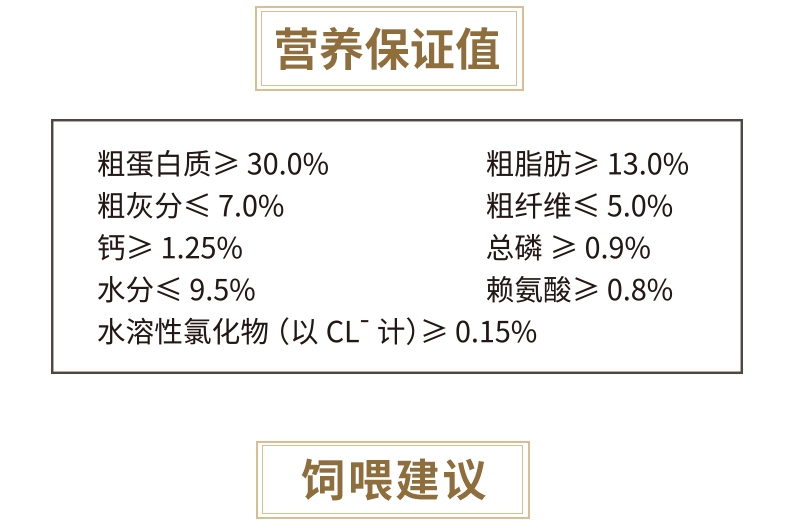 营养保证值
粗蛋白质≥ 30.0% 粗脂肪≥ 13.0%
粗灰分≤ 7.0% 粗纤维≤ 5.0%
钙≥ 1.25% 总磷 ≥ 0.9%
水分≤ 9.5% 赖氨酸≥ 0.8%
水溶性氯化物（以 CL⁻ 计）≥ 0.15%
饲喂建议